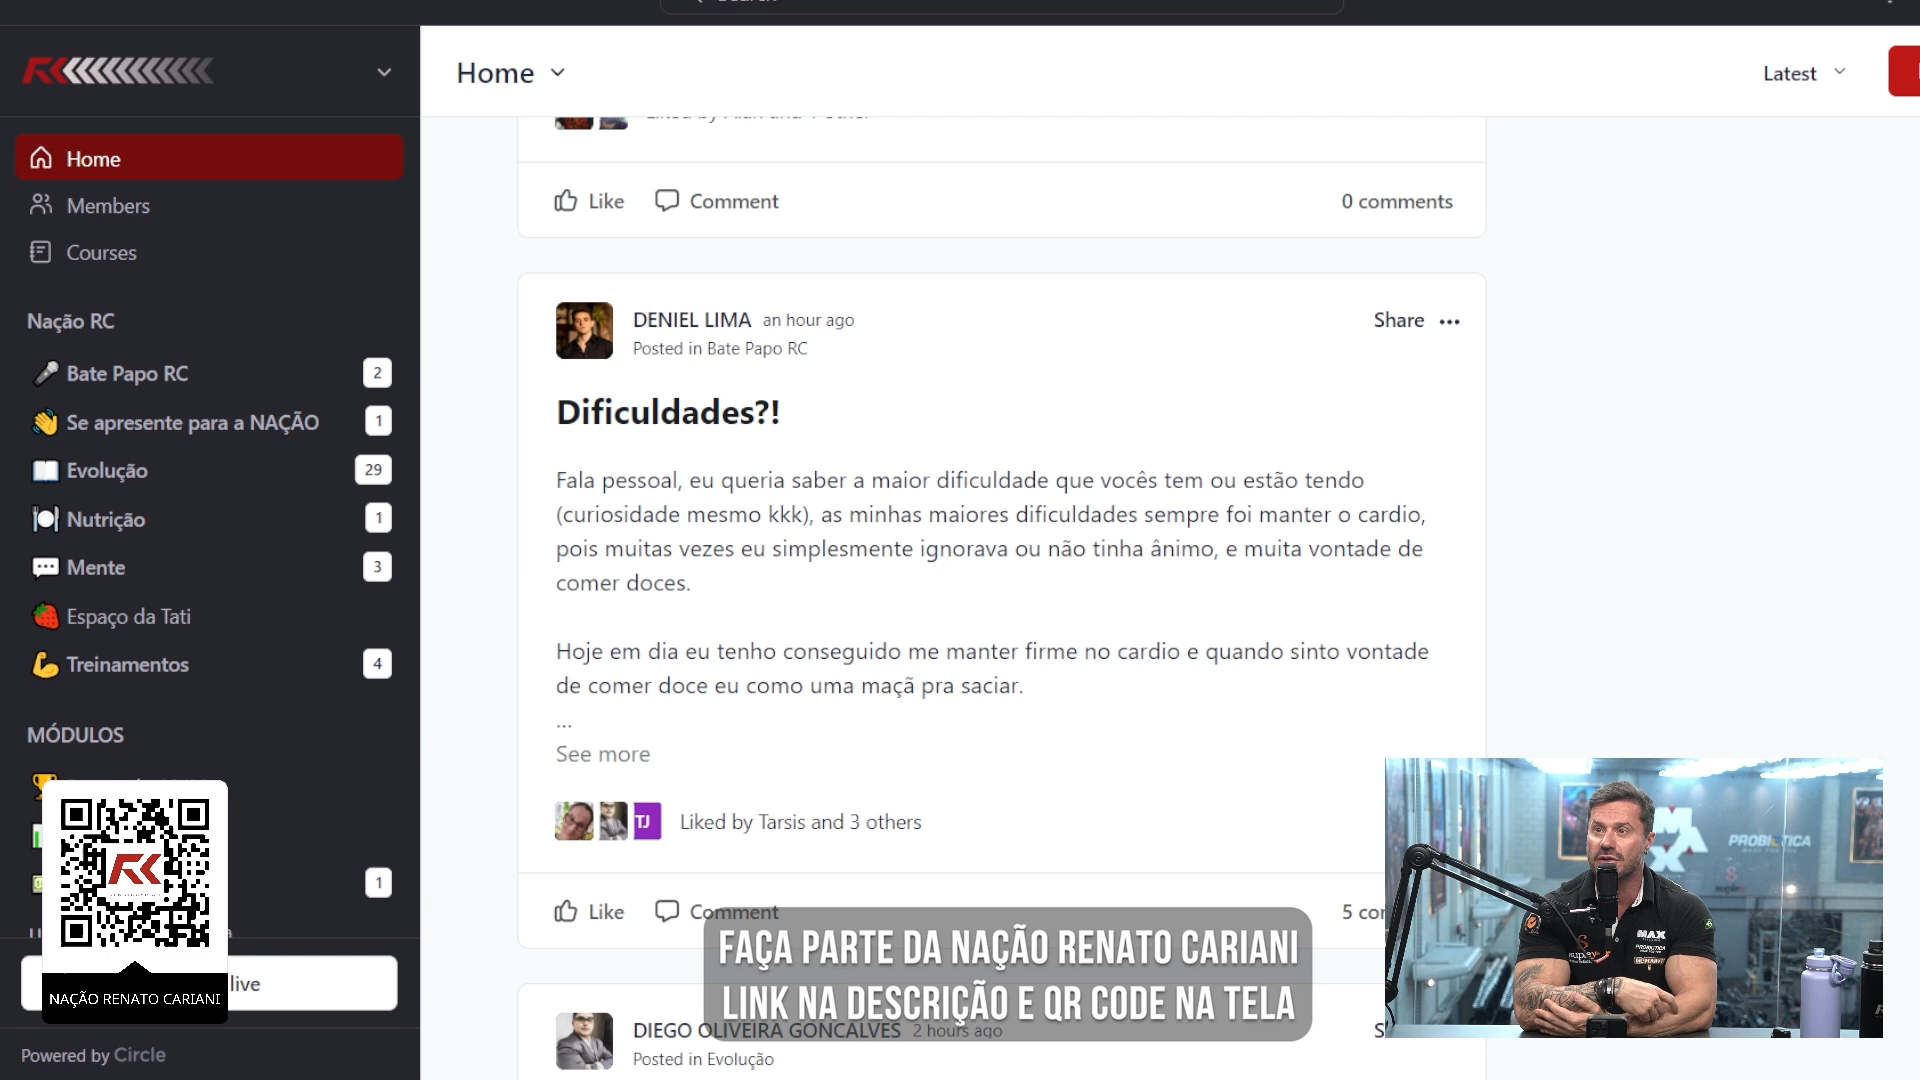 Home
Latest
Home
Members
Courses
Nação RC
Bate Papo RC 2
Se apresente para a NAÇÃO 1
Evolução 29
Nutrição 1
Mente 3
Espaço da Tati
Treinamentos 4
MÓDULOS
1
live
NAÇÃO RENATO CARIANI
Powered by Circle
Like Comment 0 comments
DENIEL LIMA an hour ago
Share
Posted in Bate Papo RC
Dificuldades?!
Fala pessoal, eu queria saber a maior dificuldade que vocês tem ou estão tendo
(curiosidade mesmo kkk), as minhas maiores dificuldades sempre foi manter o cardio,
pois muitas vezes eu simplesmente ignorava ou não tinha ânimo, e muita vontade de
comer doces.
Hoje em dia eu tenho conseguido me manter firme no cardio e quando sinto vontade
de comer doce eu como uma maçã pra saciar.
...
See more
TJ
Liked by Tarsis and 3 others
Like Comment 5
FAÇA PARTE DA NAÇÃO RENATO CARIANI
LINK NA DESCRIÇÃO E QR CODE NA TELA
DIEGO OLIVEIRA GONCALVES 2 hours ago
Posted in Evolução
MAX
PROBIOTICA
MAX